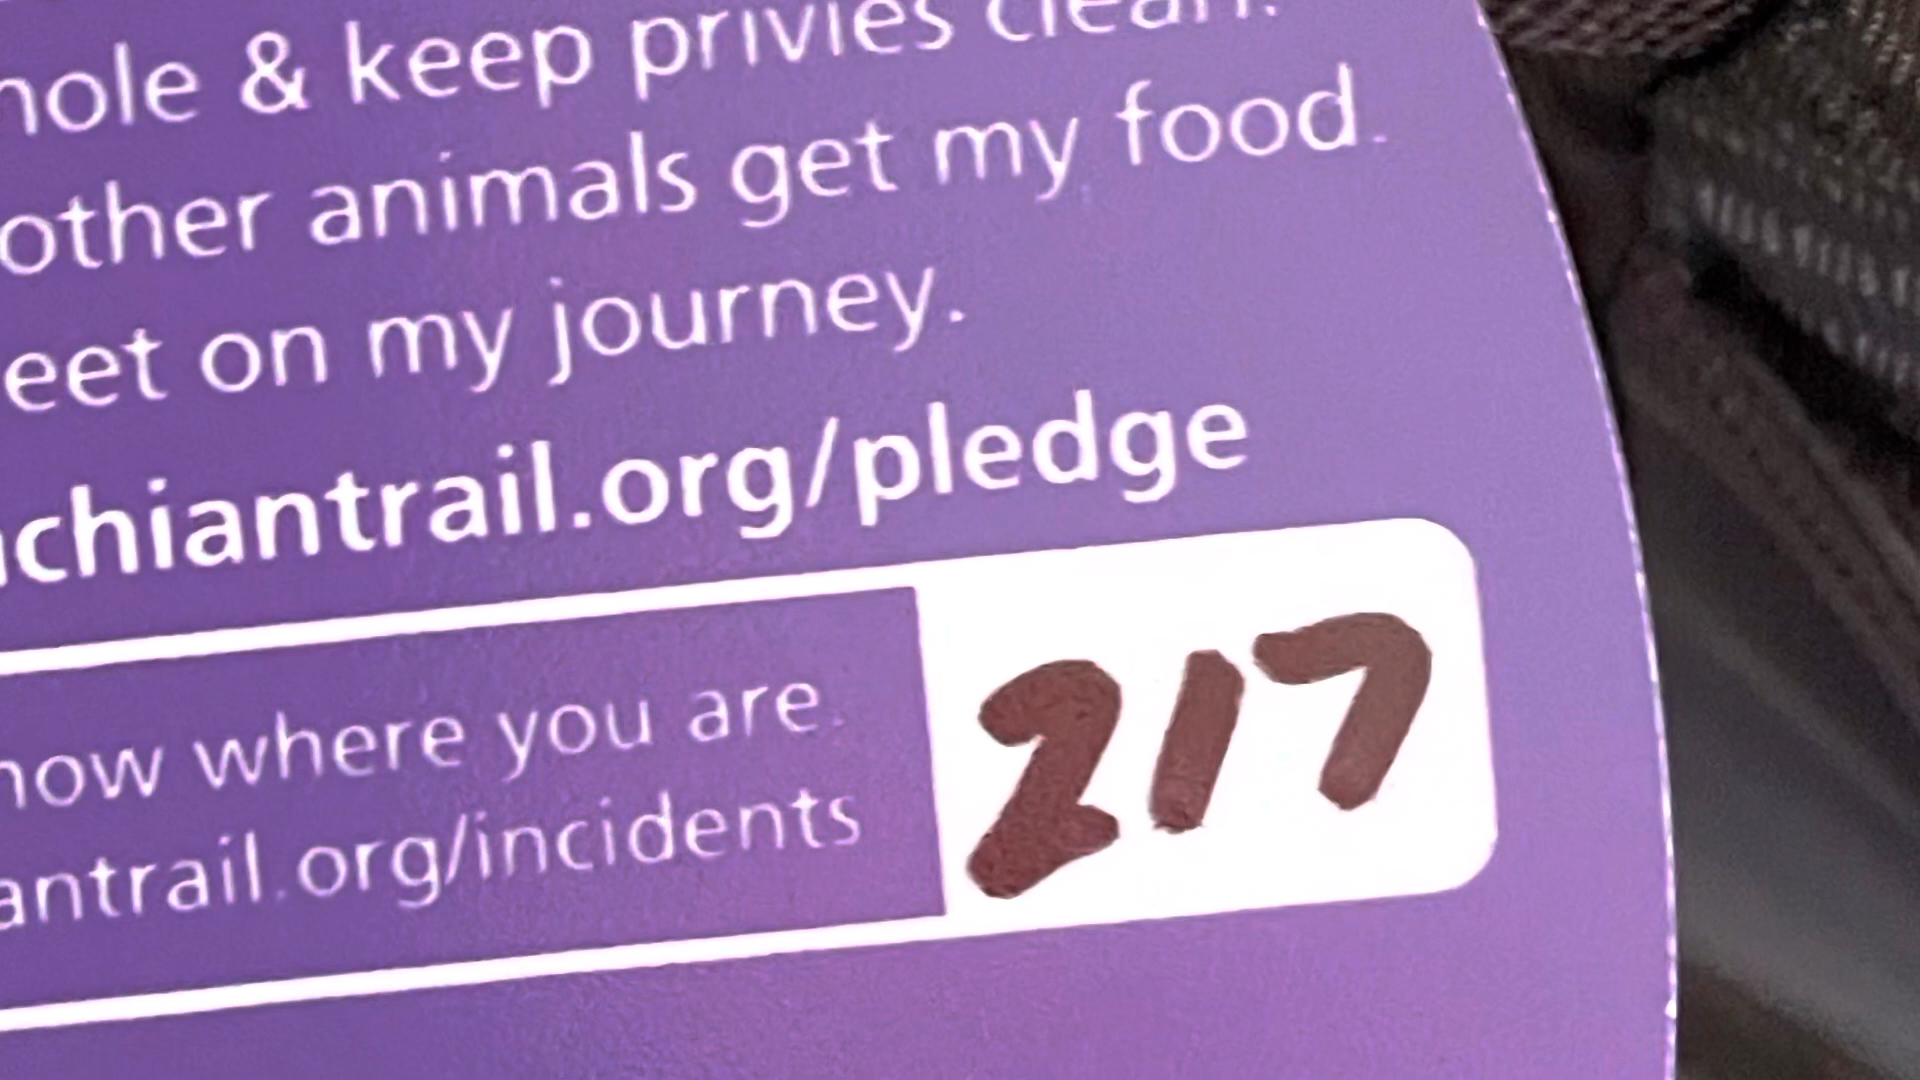 hole & keep privies clean.
other animals get my food.
eet on my journey.
chiantrail.org/pledge
now where you are.
antrail.org/incidents
217